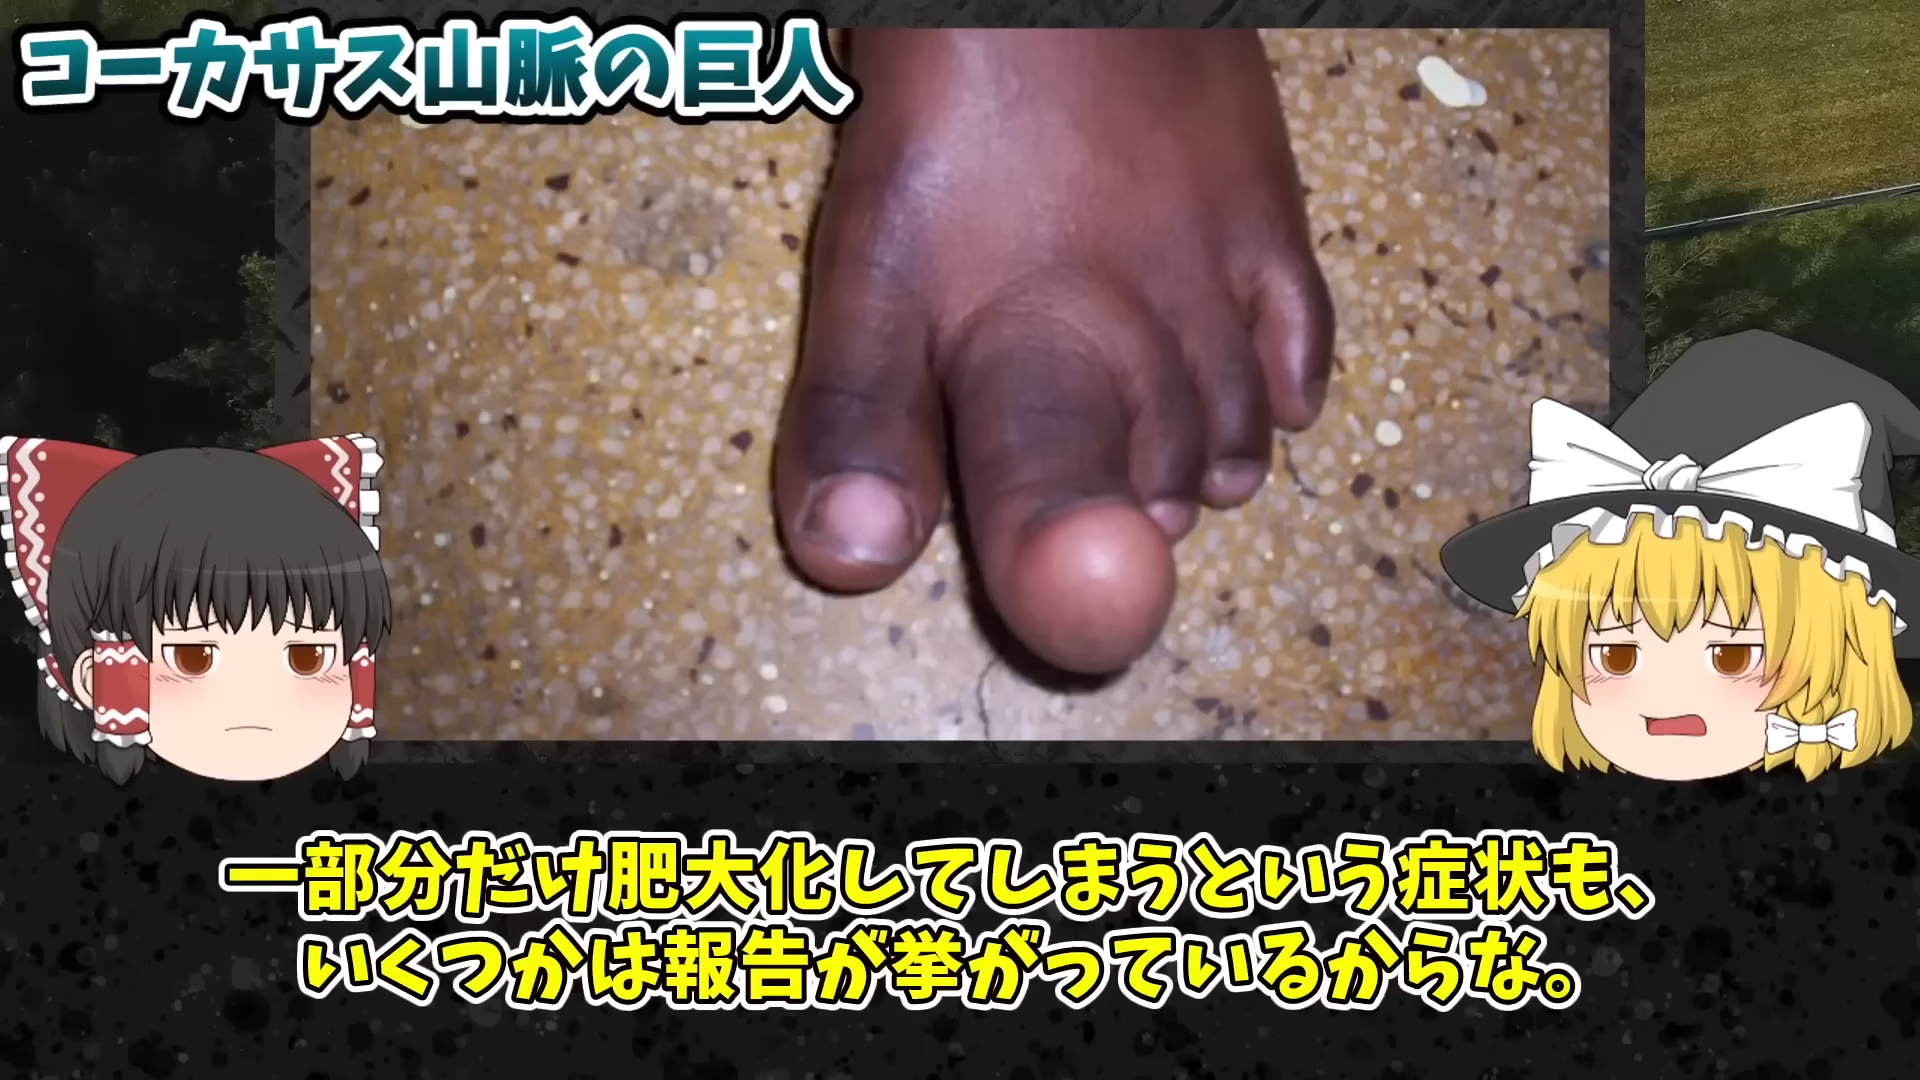 コーカサス山脈の巨人
一部分だけ肥大化してしまうという症状も、
いくつかは報告が挙がっているからな。